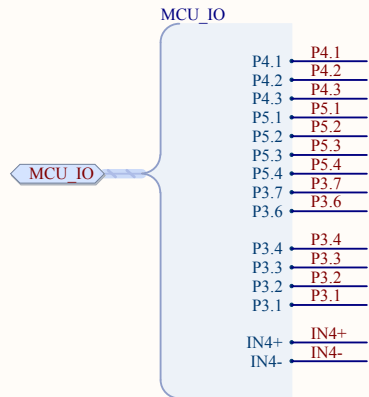 MCU_IO
P4.1 P4.1
P4.2 P4.2
P4.3 P4.3
P5.1 P5.1
P5.2 P5.2
P5.3 P5.3
P5.4 P5.4
MCU_IO P3.7 P3.7
P3.6 P3.6
P3.4 P3.4
P3.3 P3.3
P3.2 P3.2
P3.1 P3.1
IN4+ IN4+
IN4- IN4-